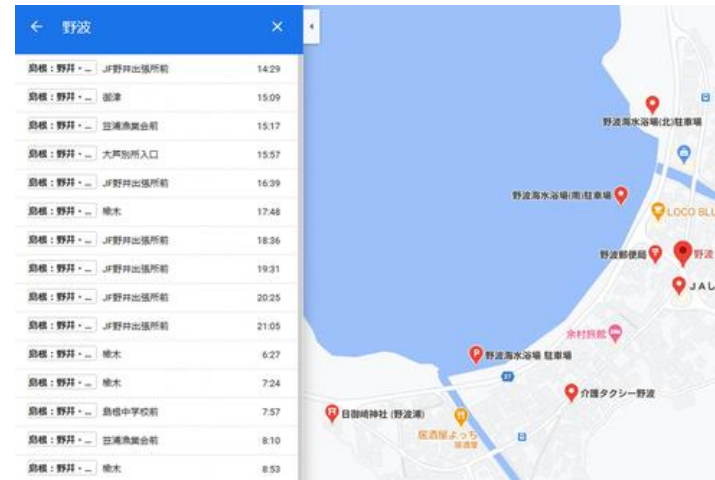 野波
島根：野井・... JF野井出張所前 14:29
島根：野井・... 御津 15:09
島根：野井・... 笠浦漁業会前 15:17
島根：野井・... 大芦別所入口 15:57
島根：野井・... JF野井出張所前 16:39
島根：野井・... 楡木 17:48
島根：野井・... JF野井出張所前 18:36
島根：野井・... JF野井出張所前 19:31
島根：野井・... JF野井出張所前 20:25
島根：野井・... JF野井出張所前 21:05
島根：野井・... 楡木 6:27
島根：野井・... 楡木 7:24
島根：野井・... 島根中学校前 7:57
島根：野井・... 笠浦漁業会前 8:10
島根：野井・... 楡木 8:53
野波海水浴場(北)駐車場
野波海水浴場(南)駐車場
LOCO BLU
野波郵便局
野波
JAL
余村旅館
野波海水浴場 駐車場
37
介護タクシー野波
日御碕神社 (野波浦)
居酒屋よっち
居酒屋